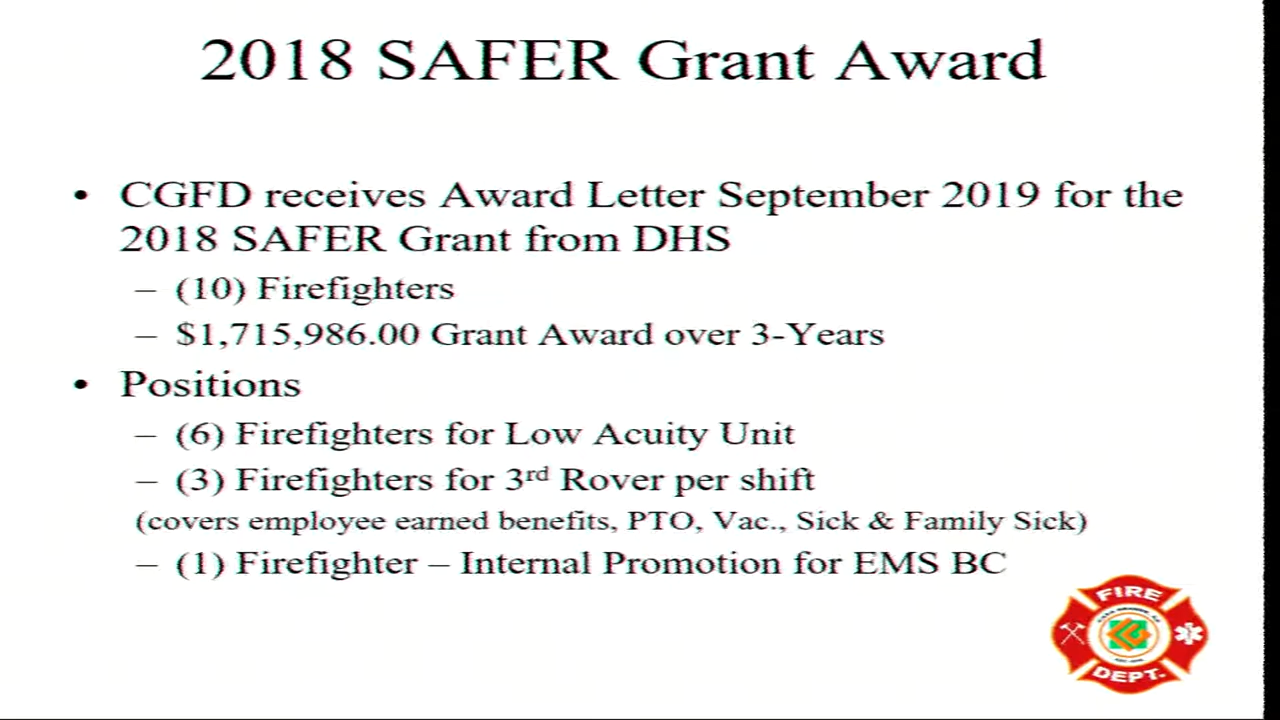 2018 SAFER Grant Award
• CGFD receives Award Letter September 2019 for the
2018 SAFER Grant from DHS
– (10) Firefighters
– $1,715,986.00 Grant Award over 3-Years
• Positions
– (6) Firefighters for Low Acuity Unit
– (3) Firefighters for 3rd Rover per shift
(covers employee earned benefits, PTO, Vac., Sick & Family Sick)
– (1) Firefighter – Internal Promotion for EMS BC
FIRE
DEPT.